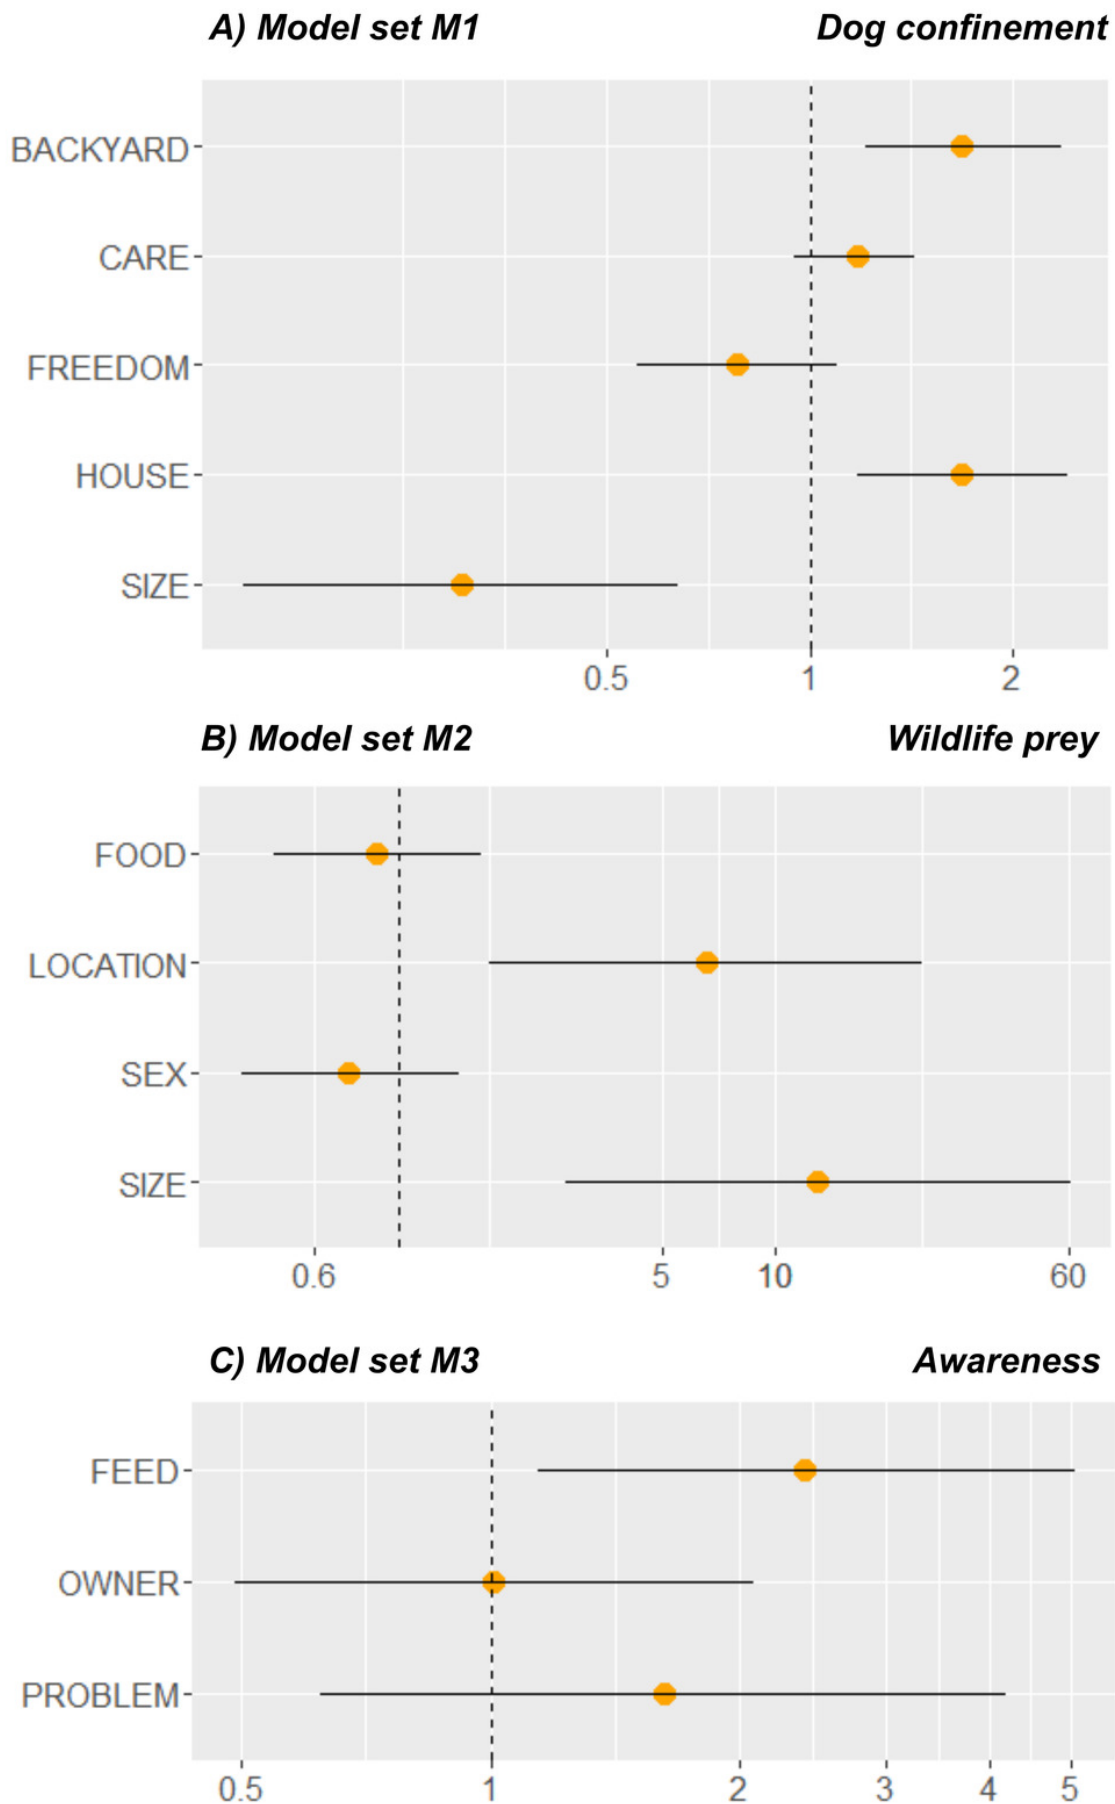 A) Model set M1 Dog confinement
BACKYARD
CARE
FREEDOM
HOUSE
SIZE
0.5 1 2
B) Model set M2 Wildlife prey
FOOD
LOCATION
SEX
SIZE
0.6 5 10 60
C) Model set M3 Awareness
FEED
OWNER
PROBLEM
0.5 1 2 3 4 5